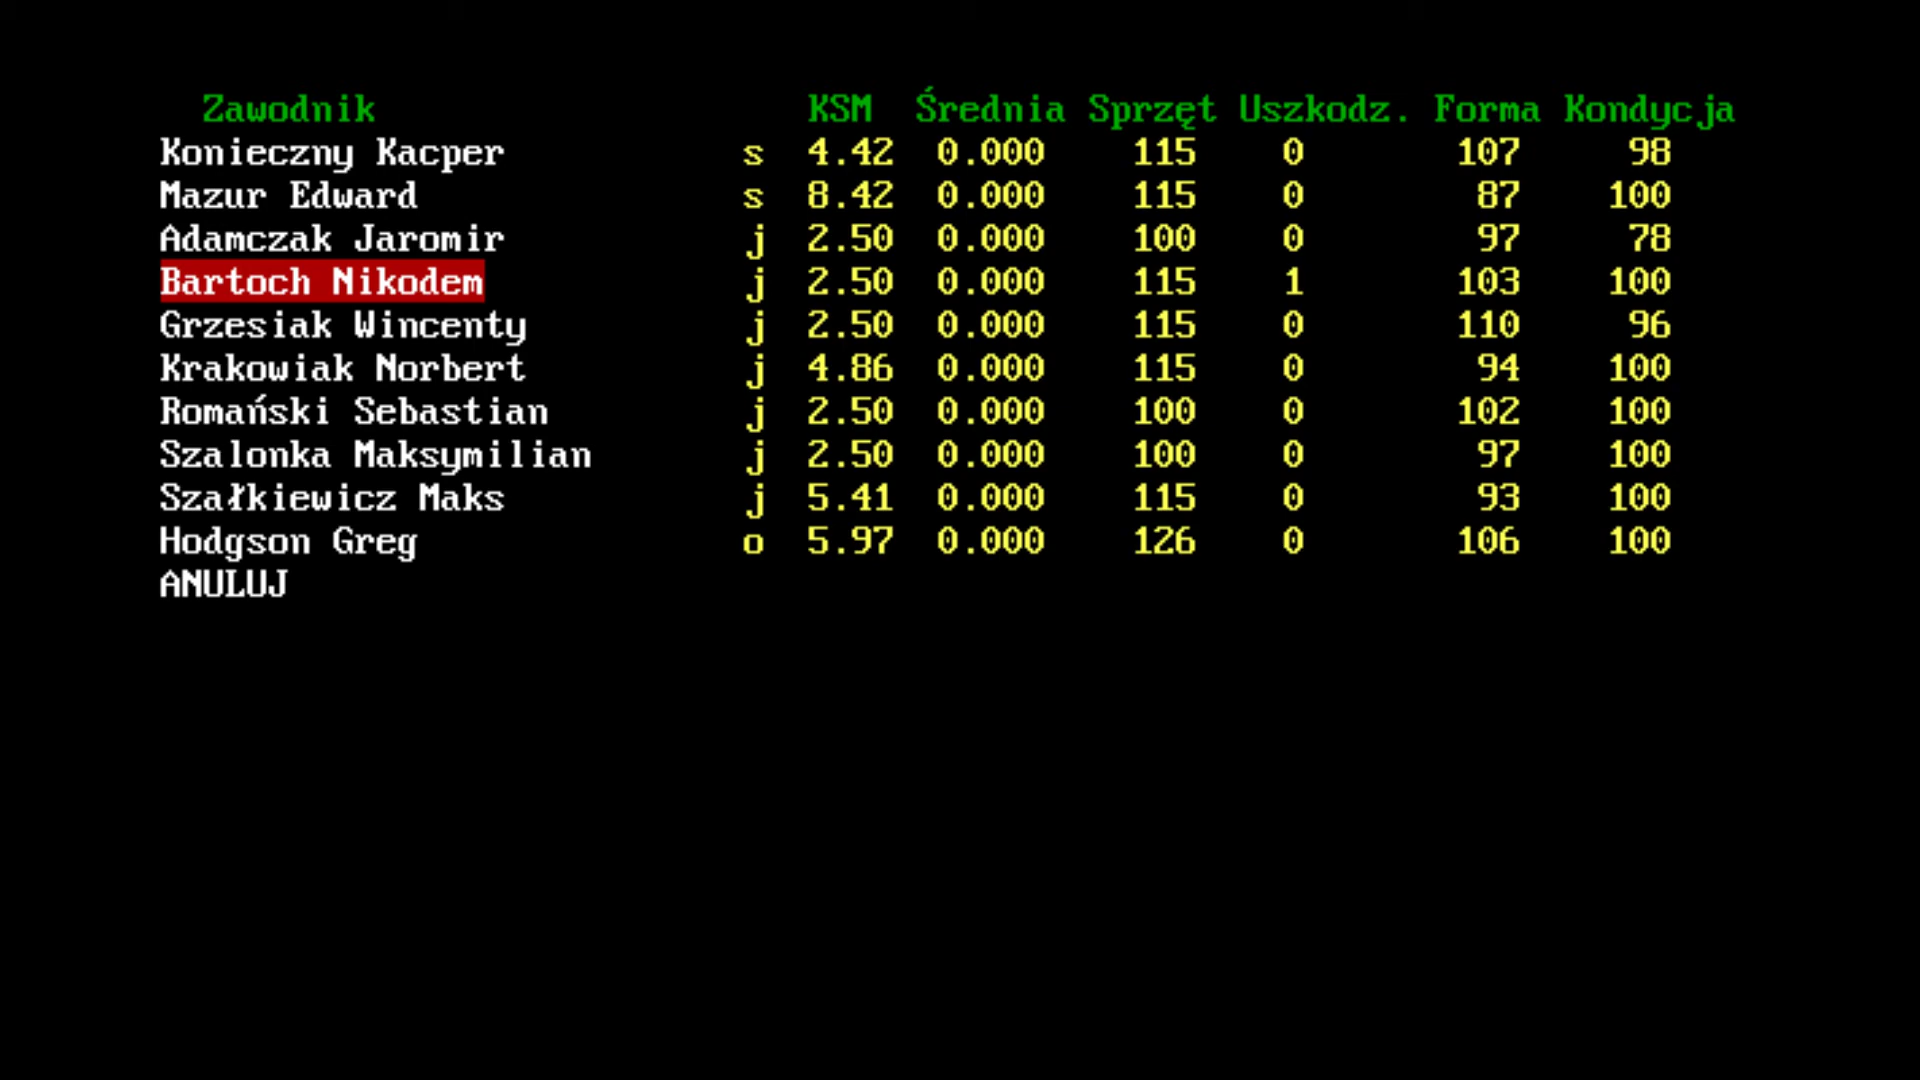 Zawodnik KSM Średnia Sprzęt Uszkodz. Forma Kondycja
Konieczny Kacper s 4.42 0.000 115 0 107 98
Mazur Edward s 8.42 0.000 115 0 87 100
Adamczak Jaromir j 2.50 0.000 100 0 97 78
Bartoch Nikodem j 2.50 0.000 115 1 103 100
Grzesiak Wincenty j 2.50 0.000 115 0 110 96
Krakowiak Norbert j 4.86 0.000 115 0 94 100
Romański Sebastian j 2.50 0.000 100 0 102 100
Szalonka Maksymilian j 2.50 0.000 100 0 97 100
Szałkiewicz Maks j 5.41 0.000 115 0 93 100
Hodgson Greg o 5.97 0.000 126 0 106 100
ANULUJ